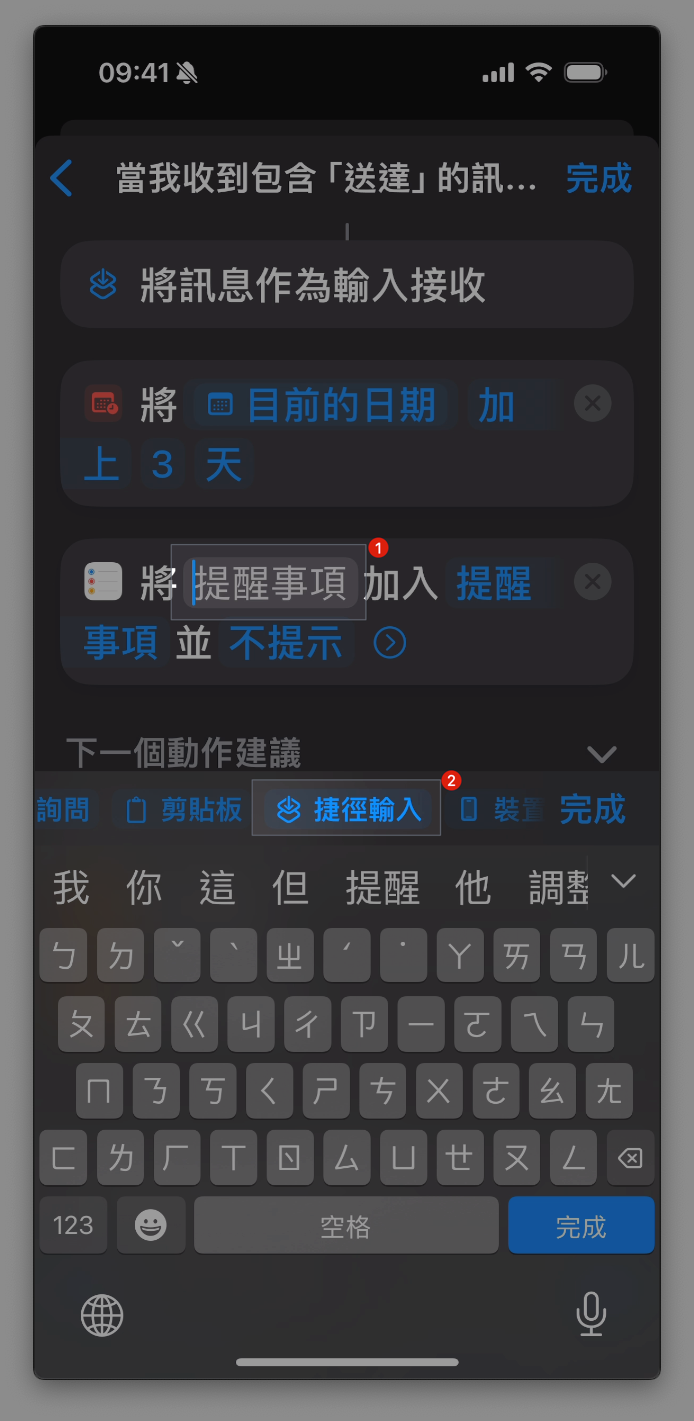 09:41
當我收到包含「送達」的訊... 完成
將訊息作為輸入接收
將 目前的日期 加
上 3 天
1
將 提醒事項 加入 提醒
事項 並 不提示
下一個動作建議
2
詢問 剪貼板 捷徑輸入 裝置 完成
我 你 這 但 提醒 他 調整
ㄅ ㄉ ˇ ˋ ㄓ ˊ ˙ ㄚ ㄞ ㄢ ㄦ
ㄆ ㄊ ㄍ ㄐ ㄔ ㄗ ㄧ ㄛ ㄟ ㄣ
ㄇ ㄋ ㄎ ㄑ ㄕ ㄘ ㄨ ㄜ ㄠ ㄤ
ㄈ ㄌ ㄏ ㄒ ㄖ ㄙ ㄩ ㄝ ㄡ ㄥ
123 空格 完成